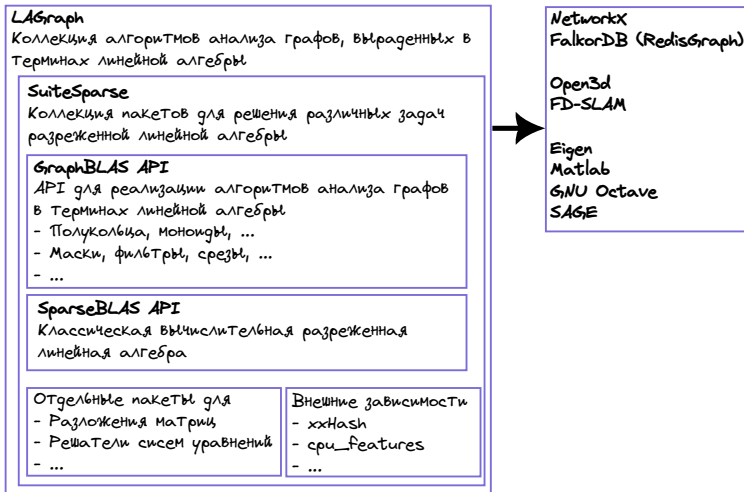 LAGraph
Коллекция алгоритмов анализа графов, выраденных в
терминах линейной алгебры
SuiteSparse
Коллекция пакетов для решения различных задач
разреженной линейной алгебры
GraphBLAS API
API для реализации алгоритмов анализа графов
в терминах линейной алгебры
- Полукольца, моноиды, ...
- Маски, фильтры, срезы, ...
- ...
SparseBLAS API
Классическая вычислительная разреженная
линейная алгебра
Отдельные пакеты для
- Разложения матриц
- Решатели сисем уравнений
- ...
Внешние зависимости
- xxHash
- cpu_features
- ...
NetworkX
FalkorDB (RedisGraph)
Open3d
FD-SLAM
Eigen
Matlab
GNU Octave
SAGE